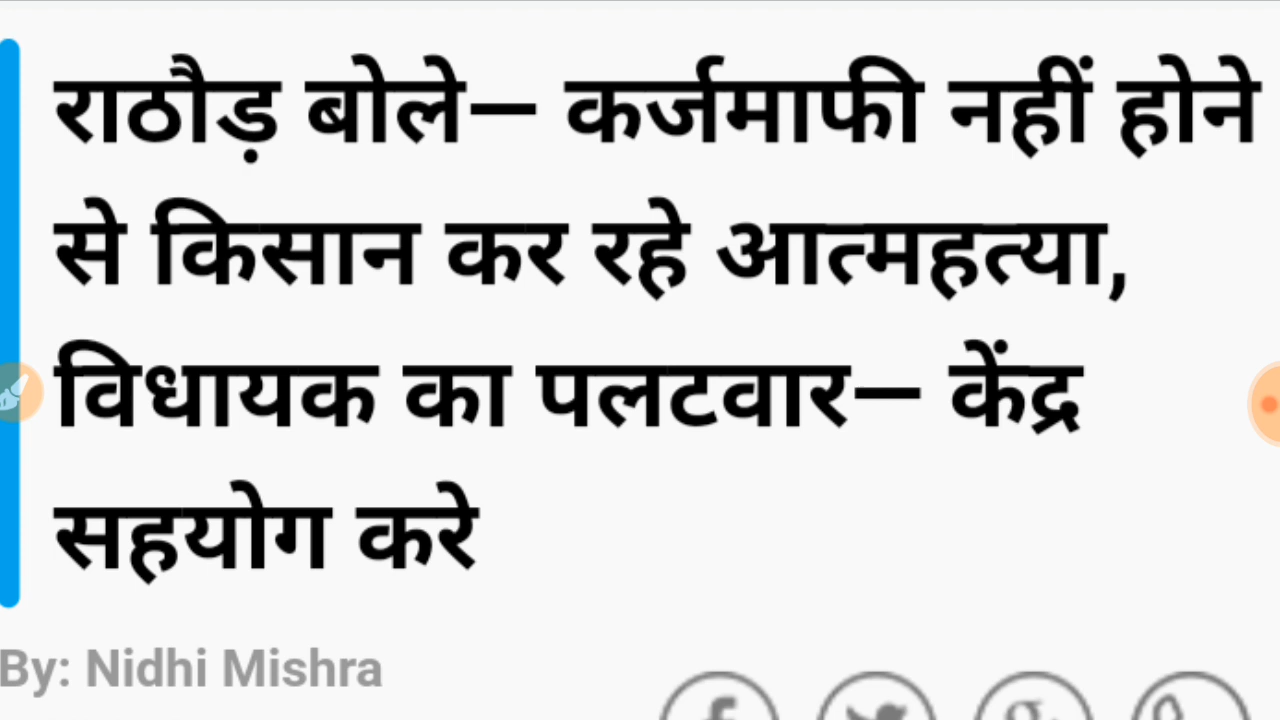 राठौड़ बोले— कर्जमाफी नहीं होने
से किसान कर रहे आत्महत्या,
विधायक का पलटवार— केंद्र
सहयोग करे
By: Nidhi Mishra